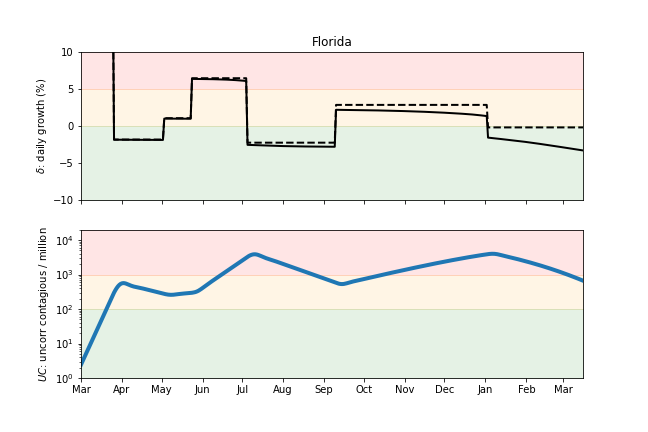 Florida
δ: daily growth (%)
10
5
0
−5
−10
UC: uncorr contagious / million
10⁴
10³
10²
10¹
10⁰
Mar Apr May Jun Jul Aug Sep Oct Nov Dec Jan Feb Mar